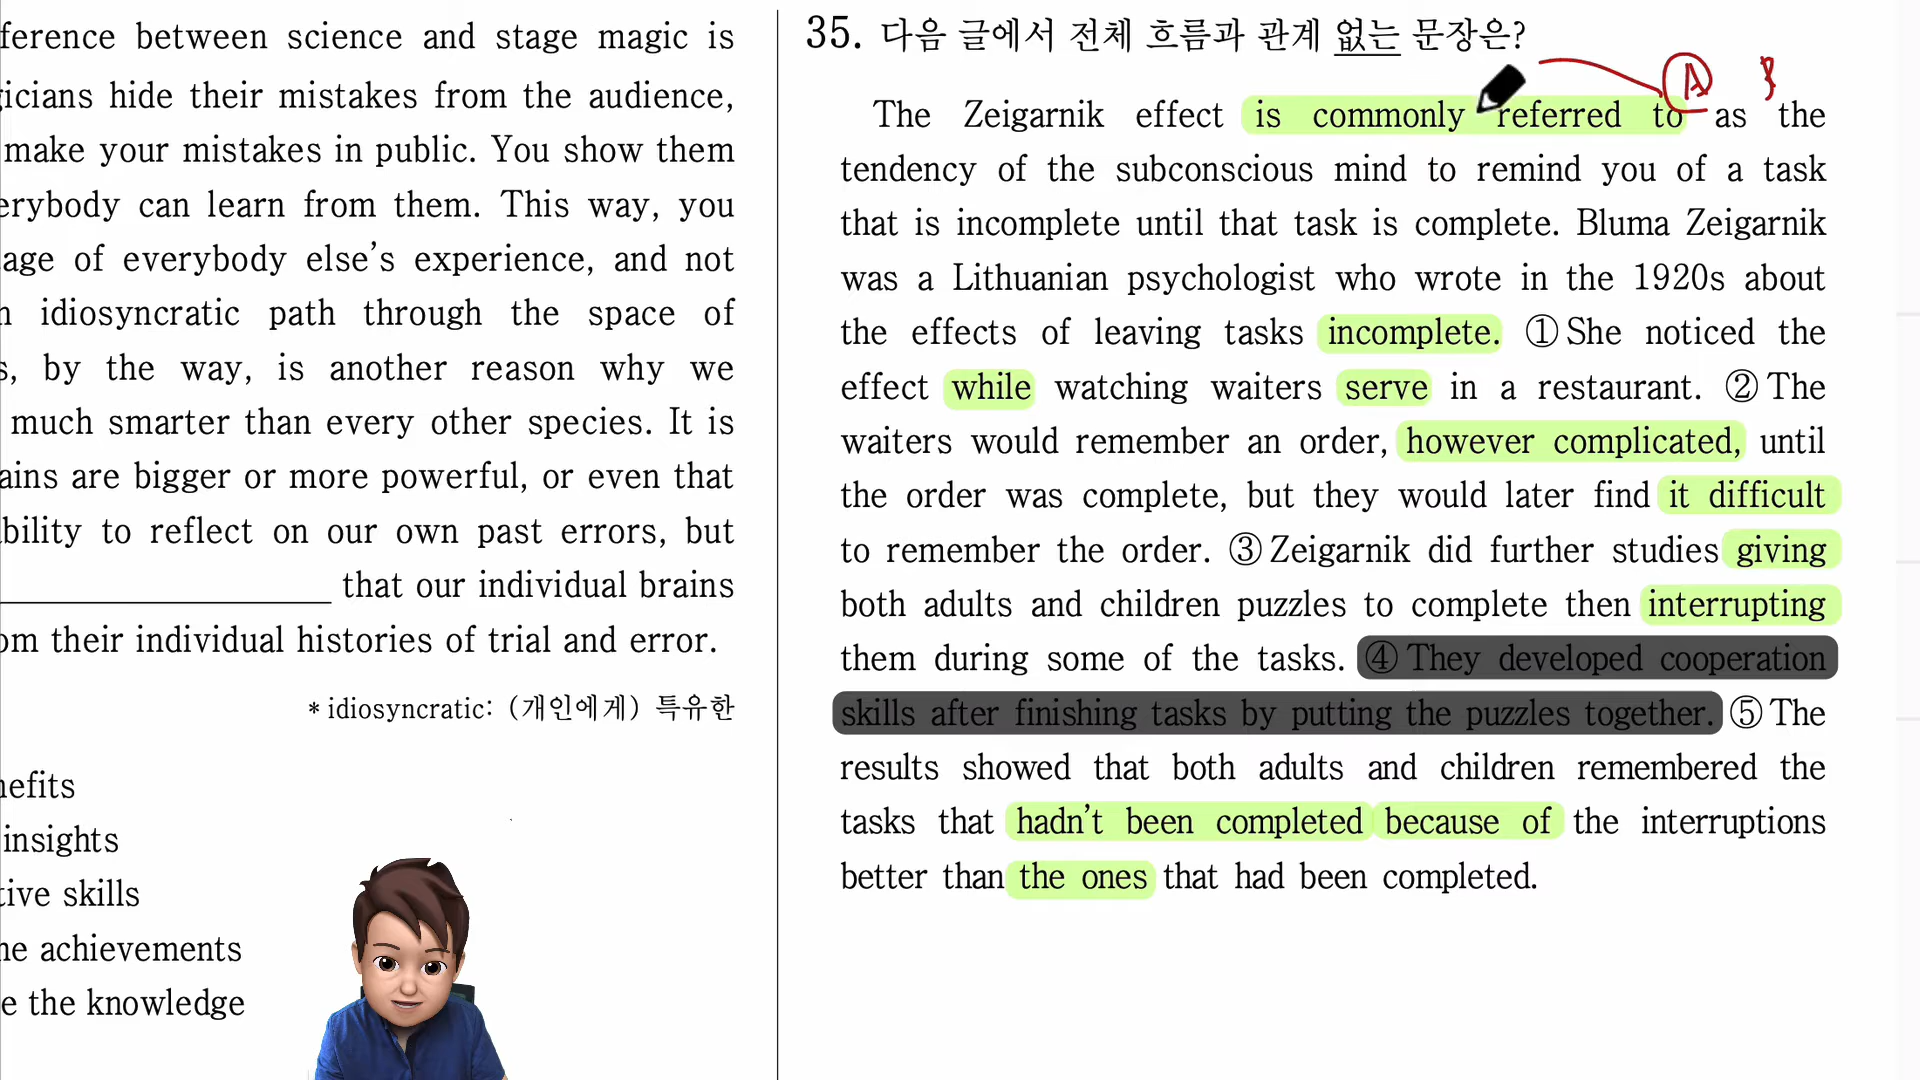 ference between science and stage magic is
icians hide their mistakes from the audience,
make your mistakes in public. You show them
erybody can learn from them. This way, you
age of everybody else's experience, and not
idiosyncratic path through the space of
s, by the way, is another reason why we
much smarter than every other species. It is
ains are bigger or more powerful, or even that
bility to reflect on our own past errors, but
that our individual brains
om their individual histories of trial and error.
* idiosyncratic: (개인에게) 특유한
nefits
insights
tive skills
he achievements
e the knowledge
35. 다음 글에서 전체 흐름과 관계 없는 문장은?
A
The Zeigarnik effect is commonly referred to as the
tendency of the subconscious mind to remind you of a task
that is incomplete until that task is complete. Bluma Zeigarnik
was a Lithuanian psychologist who wrote in the 1920s about
the effects of leaving tasks incomplete. ① She noticed the
effect while watching waiters serve in a restaurant. ② The
waiters would remember an order, however complicated, until
the order was complete, but they would later find it difficult
to remember the order. ③ Zeigarnik did further studies giving
both adults and children puzzles to complete then interrupting
them during some of the tasks. ④ They developed cooperation
skills after finishing tasks by putting the puzzles together. ⑤ The
results showed that both adults and children remembered the
tasks that hadn't been completed because of the interruptions
better than the ones that had been completed.